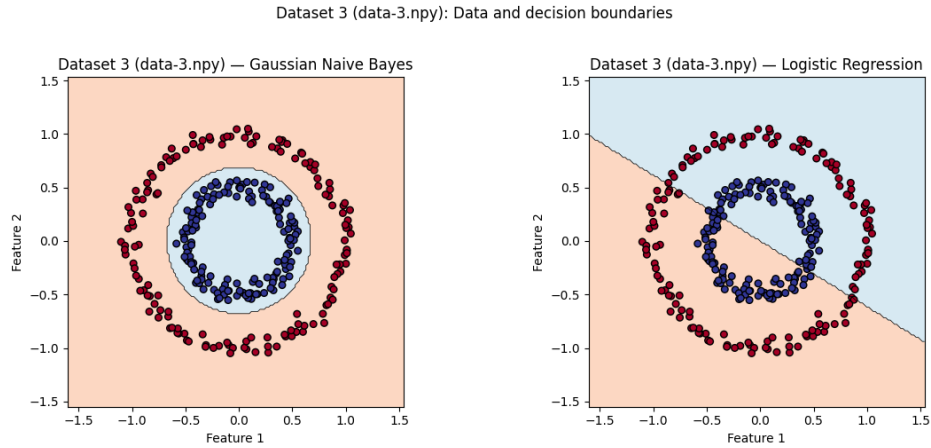 Dataset 3 (data-3.npy): Data and decision boundaries
Dataset 3 (data-3.npy) — Gaussian Naive Bayes
1.5
1.0
0.5
0.0
−0.5
−1.0
−1.5
Feature 2
−1.5 −1.0 −0.5 0.0 0.5 1.0 1.5
Feature 1
Dataset 3 (data-3.npy) — Logistic Regression
1.5
1.0
0.5
0.0
−0.5
−1.0
−1.5
Feature 2
−1.5 −1.0 −0.5 0.0 0.5 1.0 1.5
Feature 1